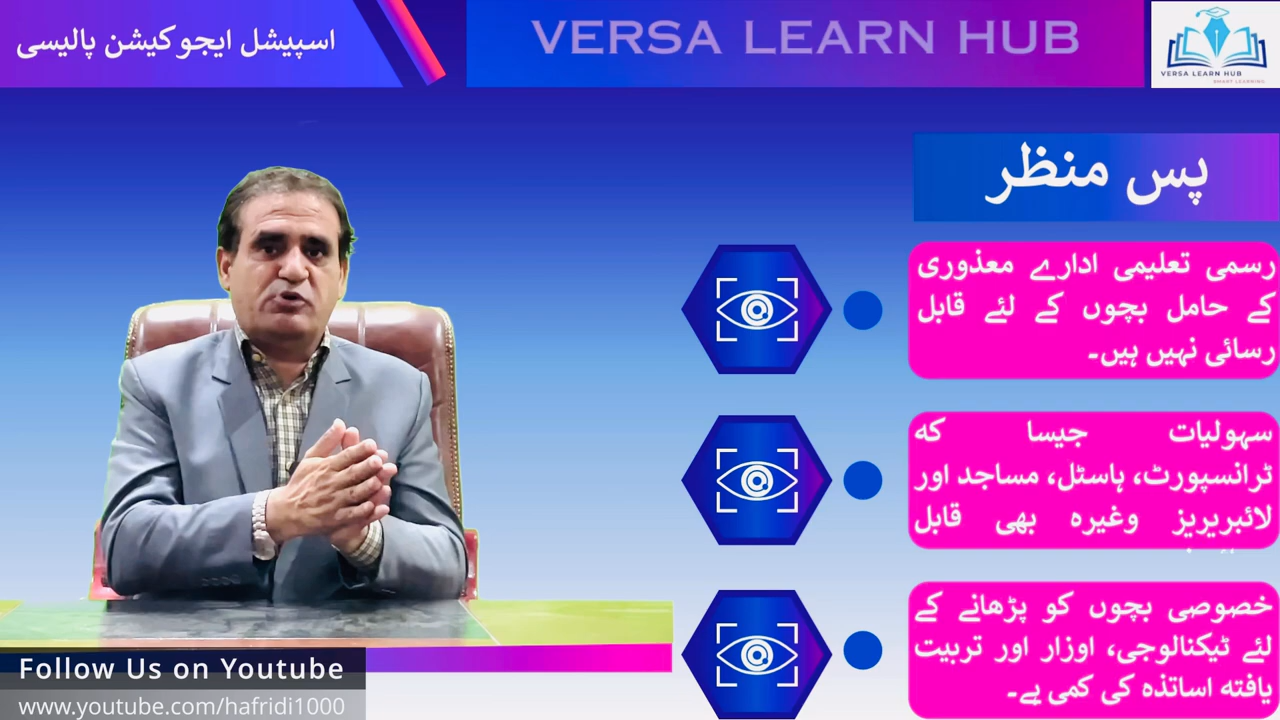 اسپیشل ایجوکیشن پالیسی
VERSA LEARN HUB
VERSA LEARN HUB
SMART LEARNING
پس منظر
رسمی تعلیمی ادارے معذوری
کے حامل بچوں کے لئے قابل
رسائی نہیں ہیں۔
سہولیات جیسا کہ
ٹرانسپورٹ، ہاسٹل، مساجد اور
لائبریریز وغیرہ بھی قابل
خصوصی بچوں کو پڑھانے کے
لئے ٹیکنالوجی، اوزار اور تربیت
یافتہ اساتذہ کی کمی ہے۔
Follow Us on Youtube
www.youtube.com/hafridi1000